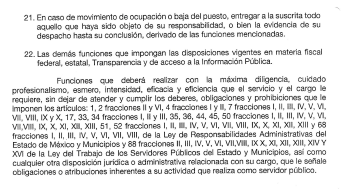 21. En caso de movimiento de ocupación o baja del puesto, entregar a la suscrita todo
aquello que haya sido objeto de su responsabilidad, o bien la evidencia de su
despacho hasta su conclusión, derivado de las funciones mencionadas.
22. Las demás funciones que impongan las disposiciones vigentes en materia fiscal
federal, estatal, Transparencia y de acceso a la Información Pública.
Funciones que deberá realizar con la máxima diligencia, cuidado
profesionalismo, esmero, intensidad, eficacia y eficiencia que el servicio y el cargo le
requiere, sin dejar de atender y cumplir los deberes, obligaciones y prohibiciones que le
imponen los artículos: 1, 2 fracciones II y VI, 4 fracciones I y II, 7 fracciones I, II, III, IV, V, VI,
VII, VIII, IX y X, 17, 33, 34 fracciones I, II y III, 35, 36, 44, 45, 50 fracciones I, II, III, IV, V, VI,
VII,VIII, IX, X, XI, XII, XIII, 51, 52 fracciones I, II, III, IV, V, VI, VII, VIII, IX, X, XI, XII, XIII y 68
fracciones I, II, III, IV, V, VI, VII, VIII, de la Ley de Responsabilidades Administrativas del
Estado de México y Municipios y 88 fracciones II, III, IV, V, VI, VII,VIII, IX, X, XI, XII, XIII, XIV Y
XVI de la Ley del Trabajo de los Servidores Públicos del Estado y Municipios, así como
cualquier otra disposición jurídica o administrativa relacionada con su cargo, que le señale
obligaciones o atribuciones inherentes a su actividad que realiza como servidor público.